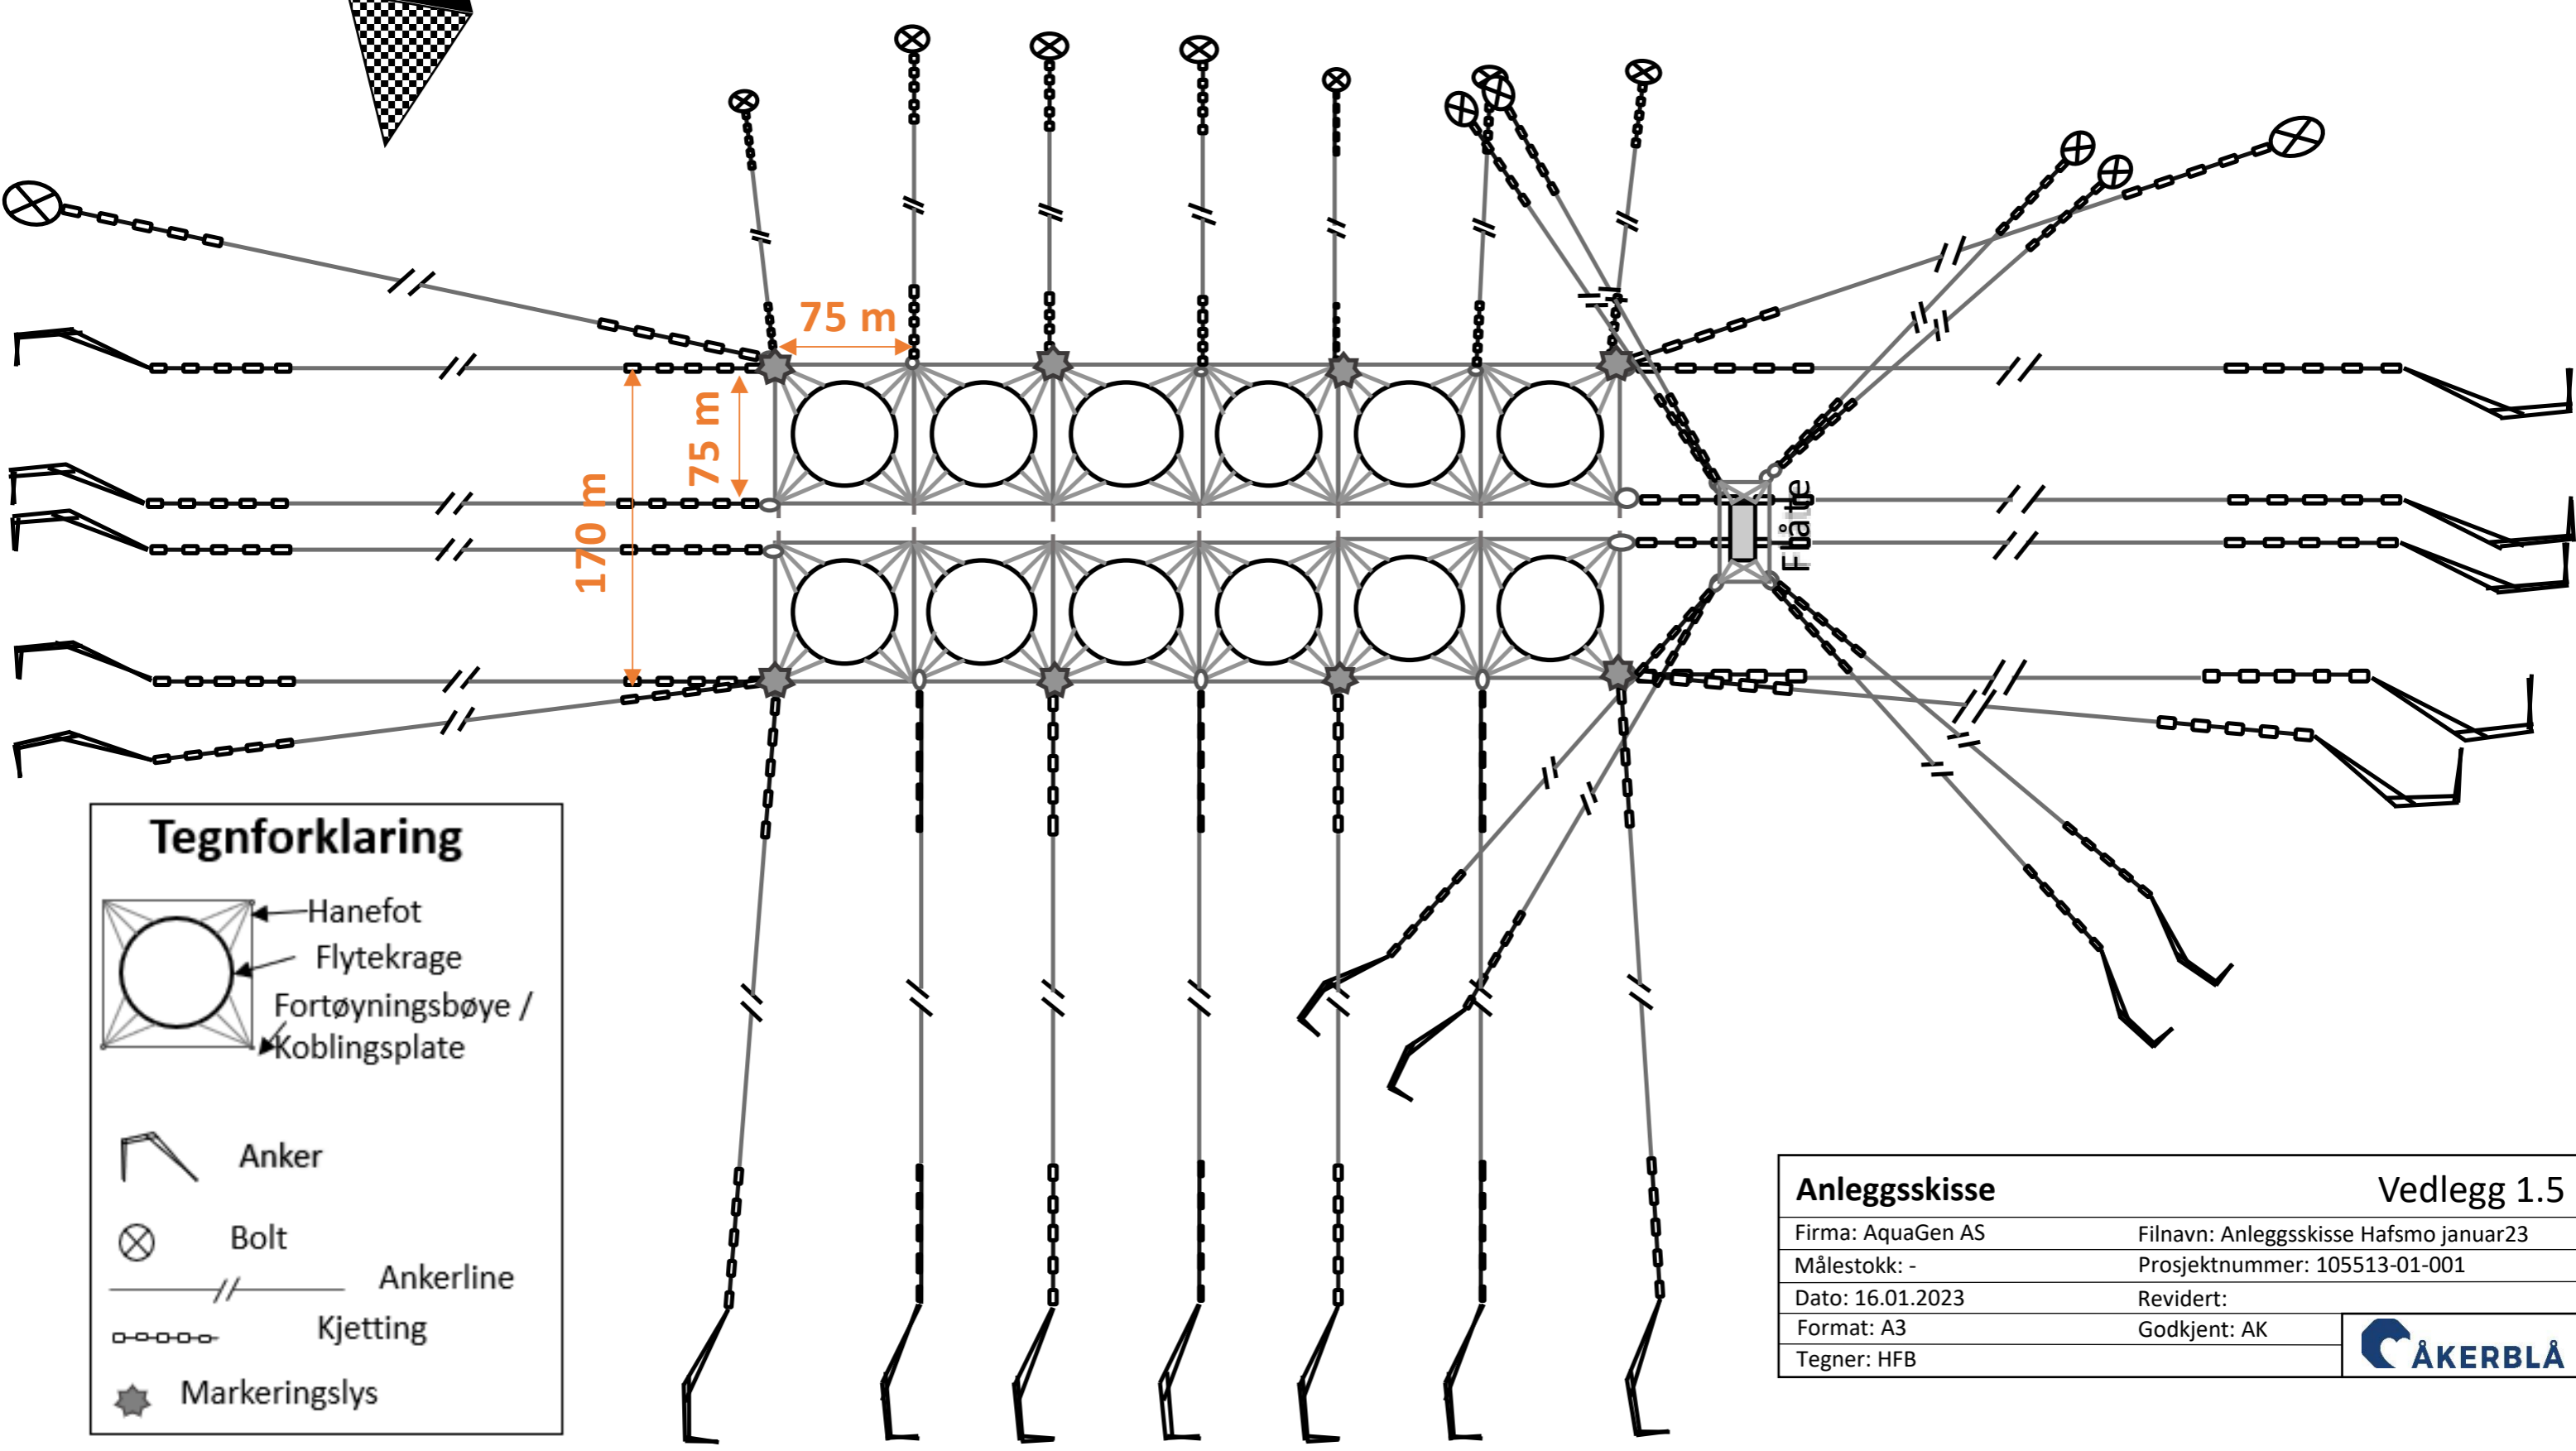 75 m
75 m
170 m
Flåte
Tegnforklaring
Hanefot
Flytekrage
Fortøyningsbøye /
Koblingsplate
Anker
Bolt
Ankerline
Kjetting
Markeringslys
Anleggsskisse Vedlegg 1.5
Firma: AquaGen AS Filnavn: Anleggsskisse Hafsmo januar23
Målestokk: - Prosjektnummer: 105513-01-001
Dato: 16.01.2023 Revidert:
Format: A3 Godkjent: AK
Tegner: HFB
ÅKERBLÅ